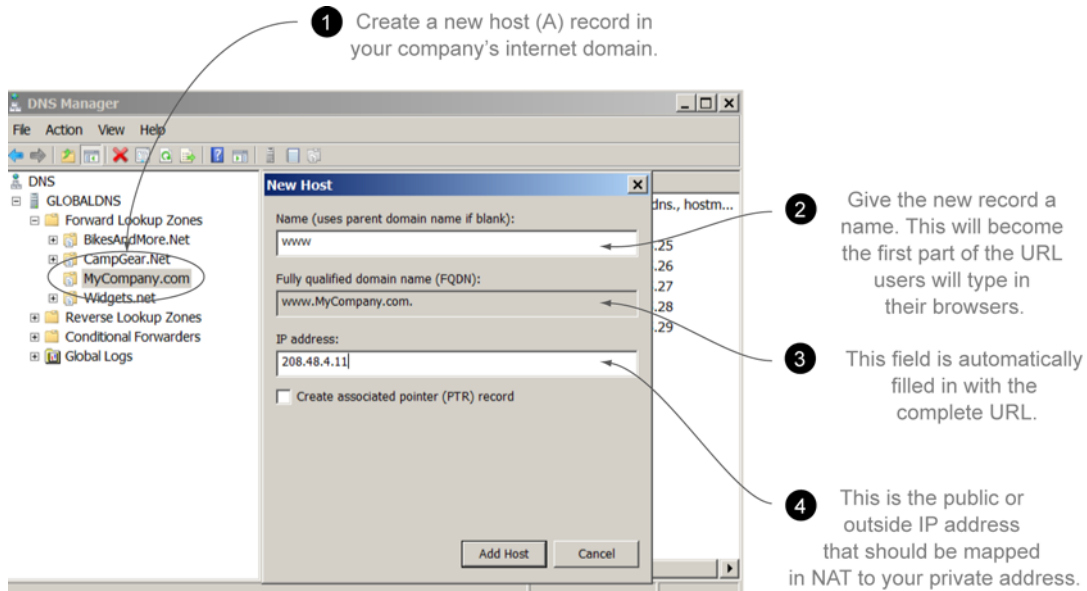 1 Create a new host (A) record in
your company's internet domain.
DNS Manager
File Action View Help
DNS
GLOBALDNS
Forward Lookup Zones
BikesAndMore.Net
CampGear.Net
MyCompany.com
Widgets.net
Reverse Lookup Zones
Conditional Forwarders
Global Logs
New Host
Name (uses parent domain name if blank):
www
Fully qualified domain name (FQDN):
www.MyCompany.com.
IP address:
208.48.4.11
Create associated pointer (PTR) record
Add Host Cancel
dns., hostm...
.25
.26
.27
.28
.29
2 Give the new record a
name. This will become
the first part of the URL
users will type in
their browsers.
3 This field is automatically
filled in with the
complete URL.
4 This is the public or
outside IP address
that should be mapped
in NAT to your private address.